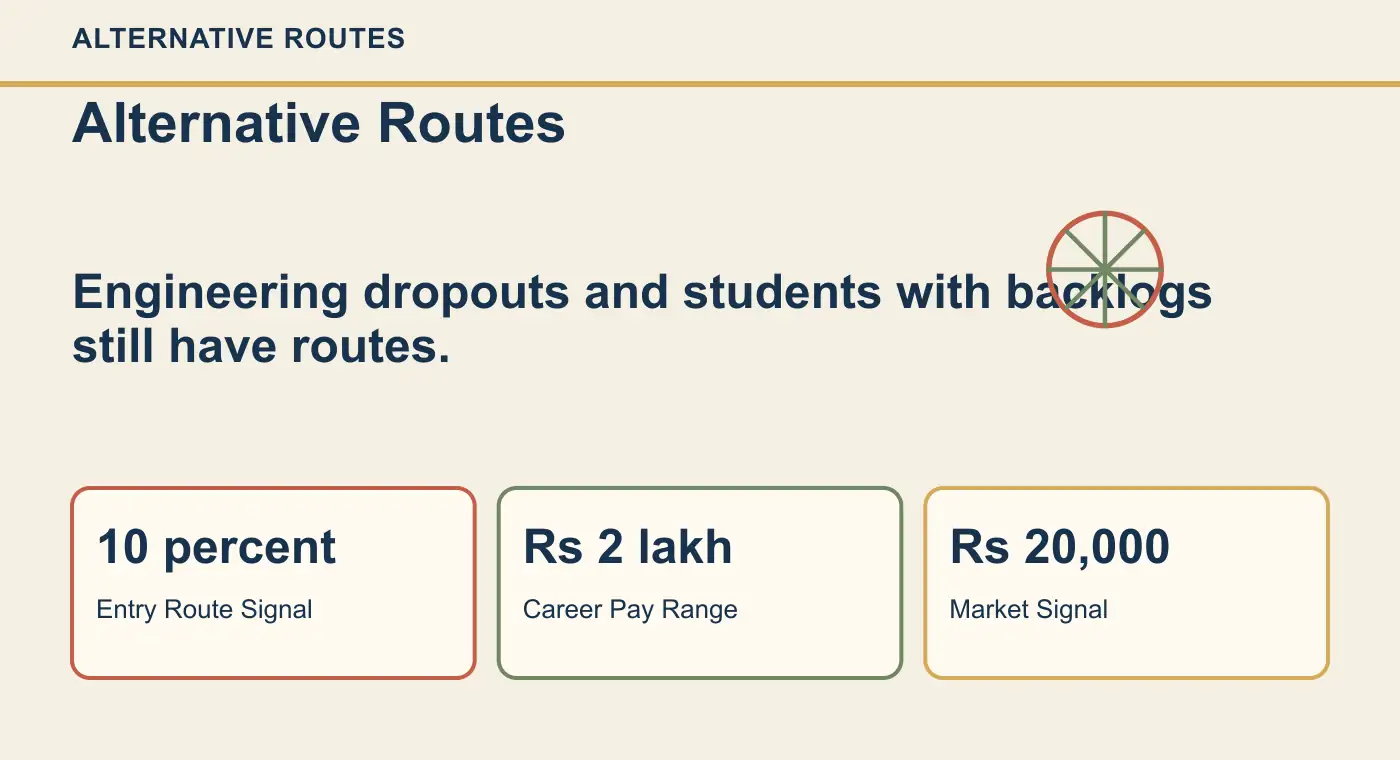 ALTERNATIVE ROUTES
Alternative Routes
Engineering dropouts and students with backlogs
still have routes.
10 percent
Entry Route Signal
Rs 2 lakh
Career Pay Range
Rs 20,000
Market Signal